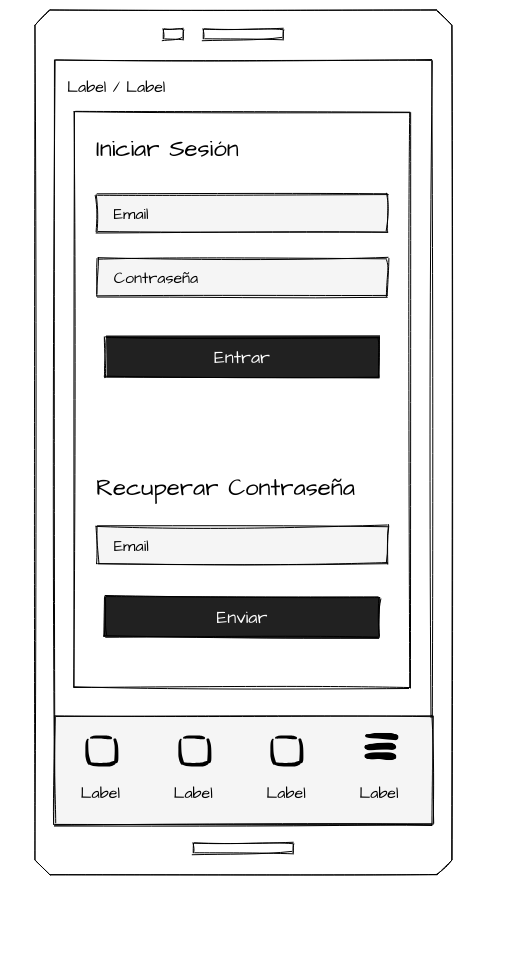 Label / Label
Iniciar Sesión
Email
Contraseña
Entrar
Recuperar Contraseña
Email
Enviar
Label Label Label Label